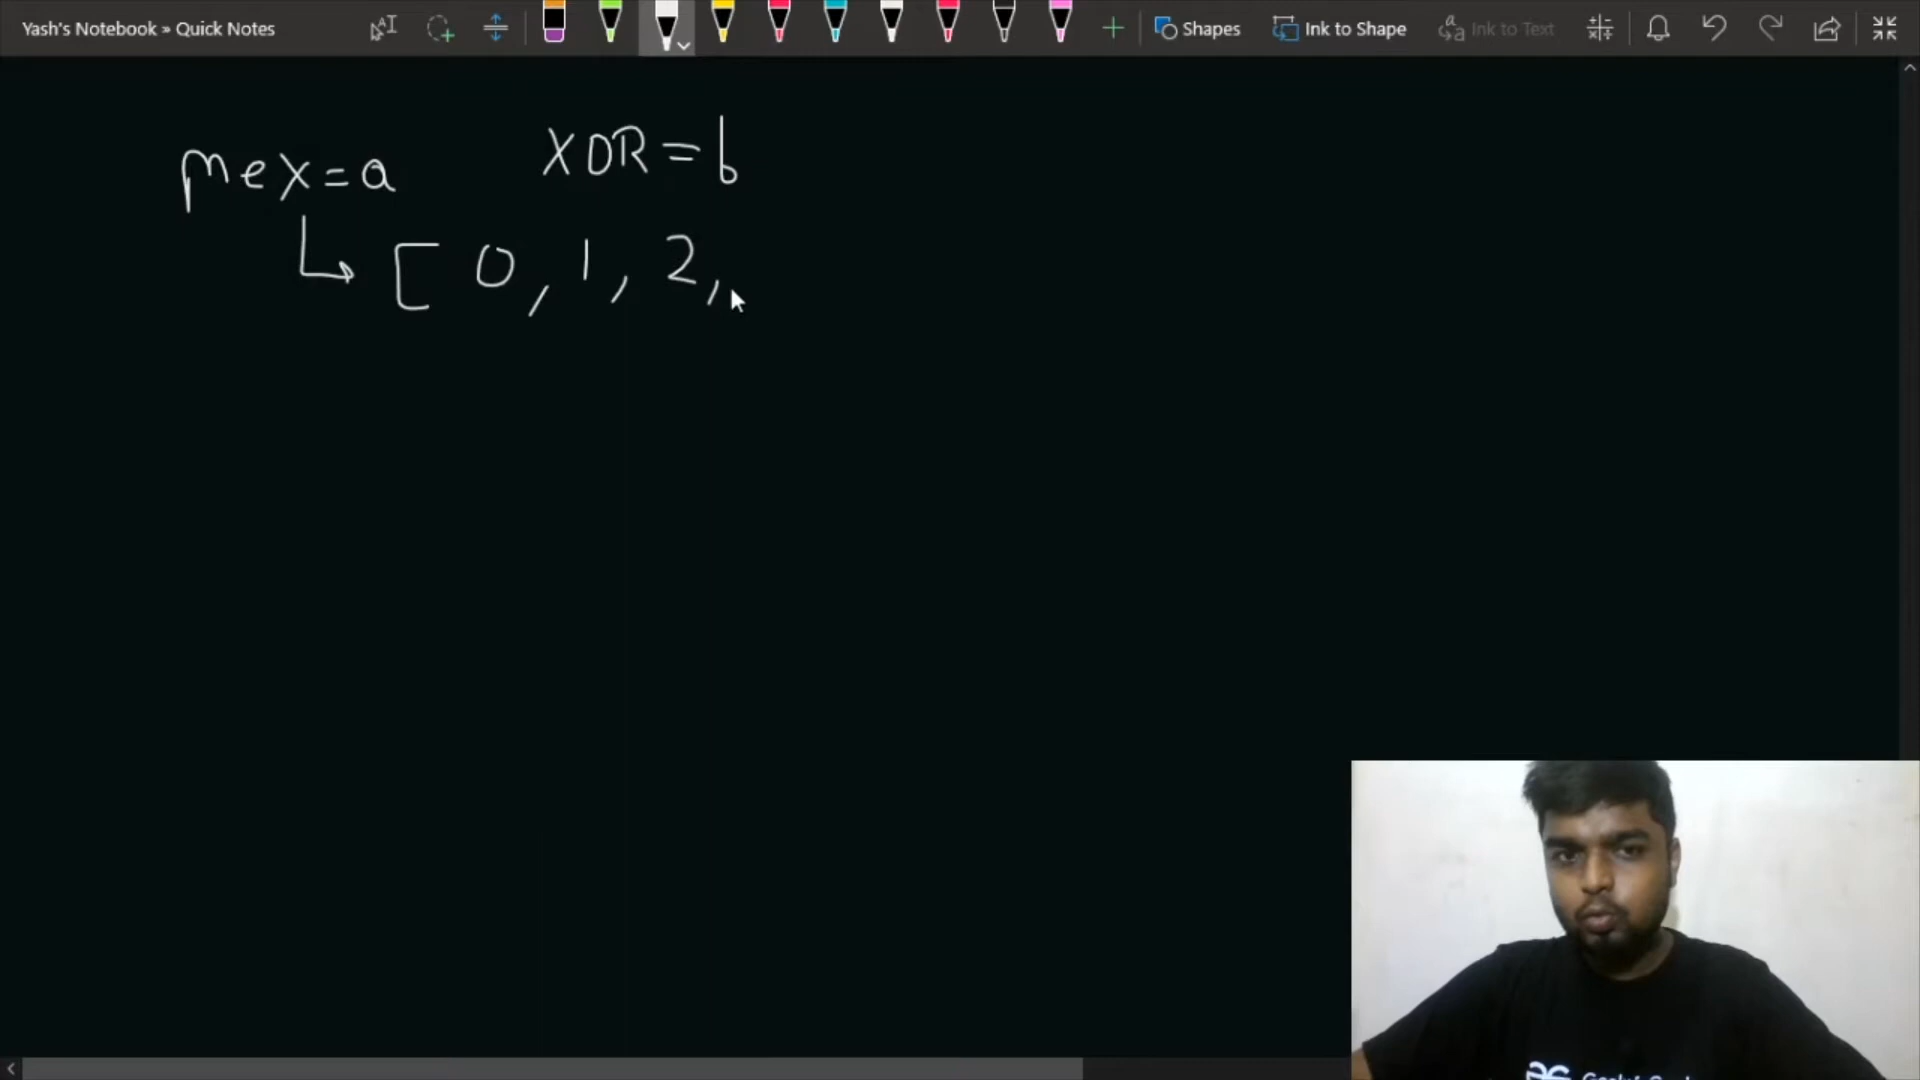 Yash's Notebook » Quick Notes
Shapes
Ink to Shape
Ink to Text
mex=a
XOR=b
[ 0, 1, 2,